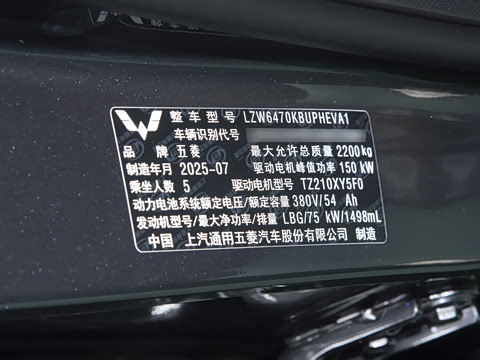 整车型号 LZW6470KBUPHEVA1
车辆识别代号
品牌 五菱 最大允许总质量 2200kg
制造年月 2025-07 驱动电机峰值功率 150 kW
乘坐人数 5 驱动电机型号 TZ210XY5F0
动力电池系统额定电压/额定容量 380V/54 Ah
发动机型号/最大净功率/排量 LBG/75 kW/1498mL
中国 上汽通用五菱汽车股份有限公司 制造